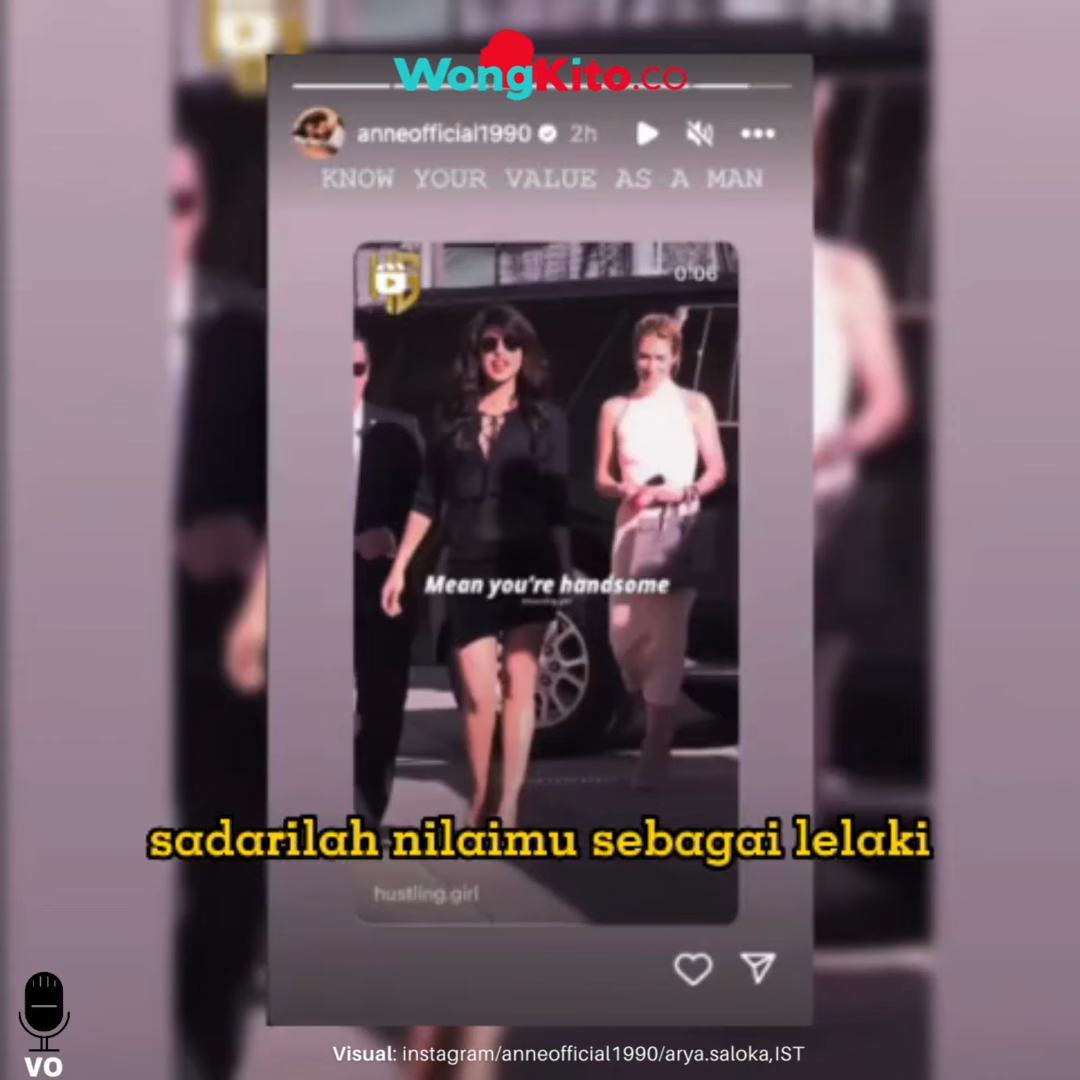 WongKito.co
anneofficial1990 2h
KNOW YOUR VALUE AS A MAN
0:06
Mean you're handsome
sadarilah nilaimu sebagai lelaki
hustling.girl
VO
Visual: instagram/anneofficial1990/arya.saloka,IST